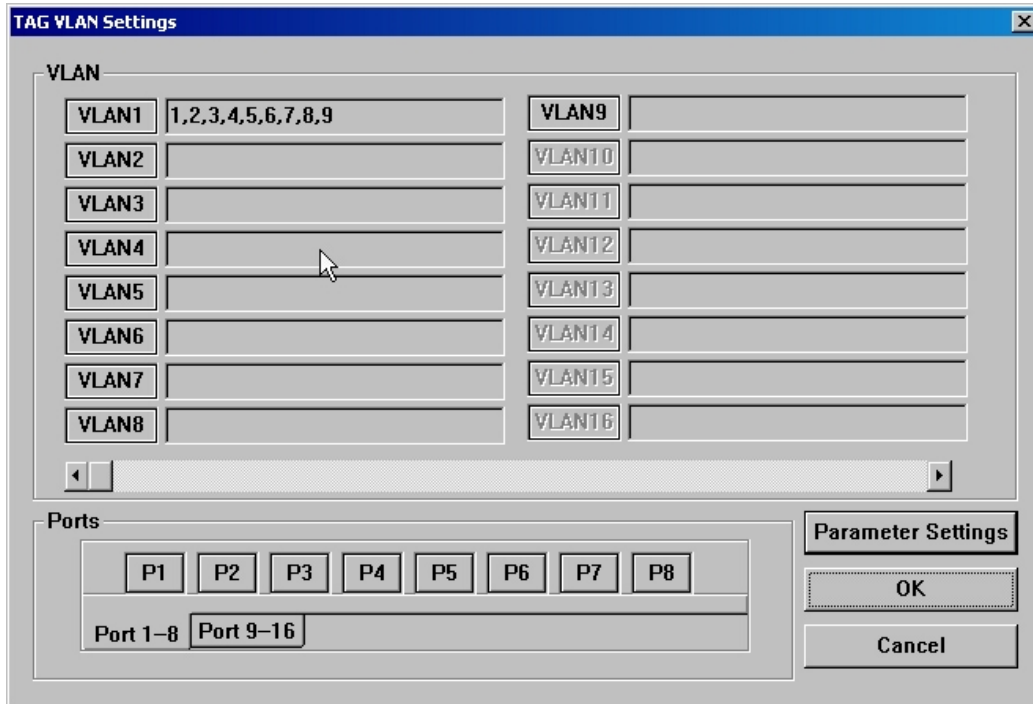 TAG VLAN Settings
VLAN
VLAN1 1,2,3,4,5,6,7,8,9
VLAN2
VLAN3
VLAN4
VLAN5
VLAN6
VLAN7
VLAN8
VLAN9
VLAN10
VLAN11
VLAN12
VLAN13
VLAN14
VLAN15
VLAN16
Ports
P1 P2 P3 P4 P5 P6 P7 P8
Port 1–8 Port 9–16
Parameter Settings
OK
Cancel